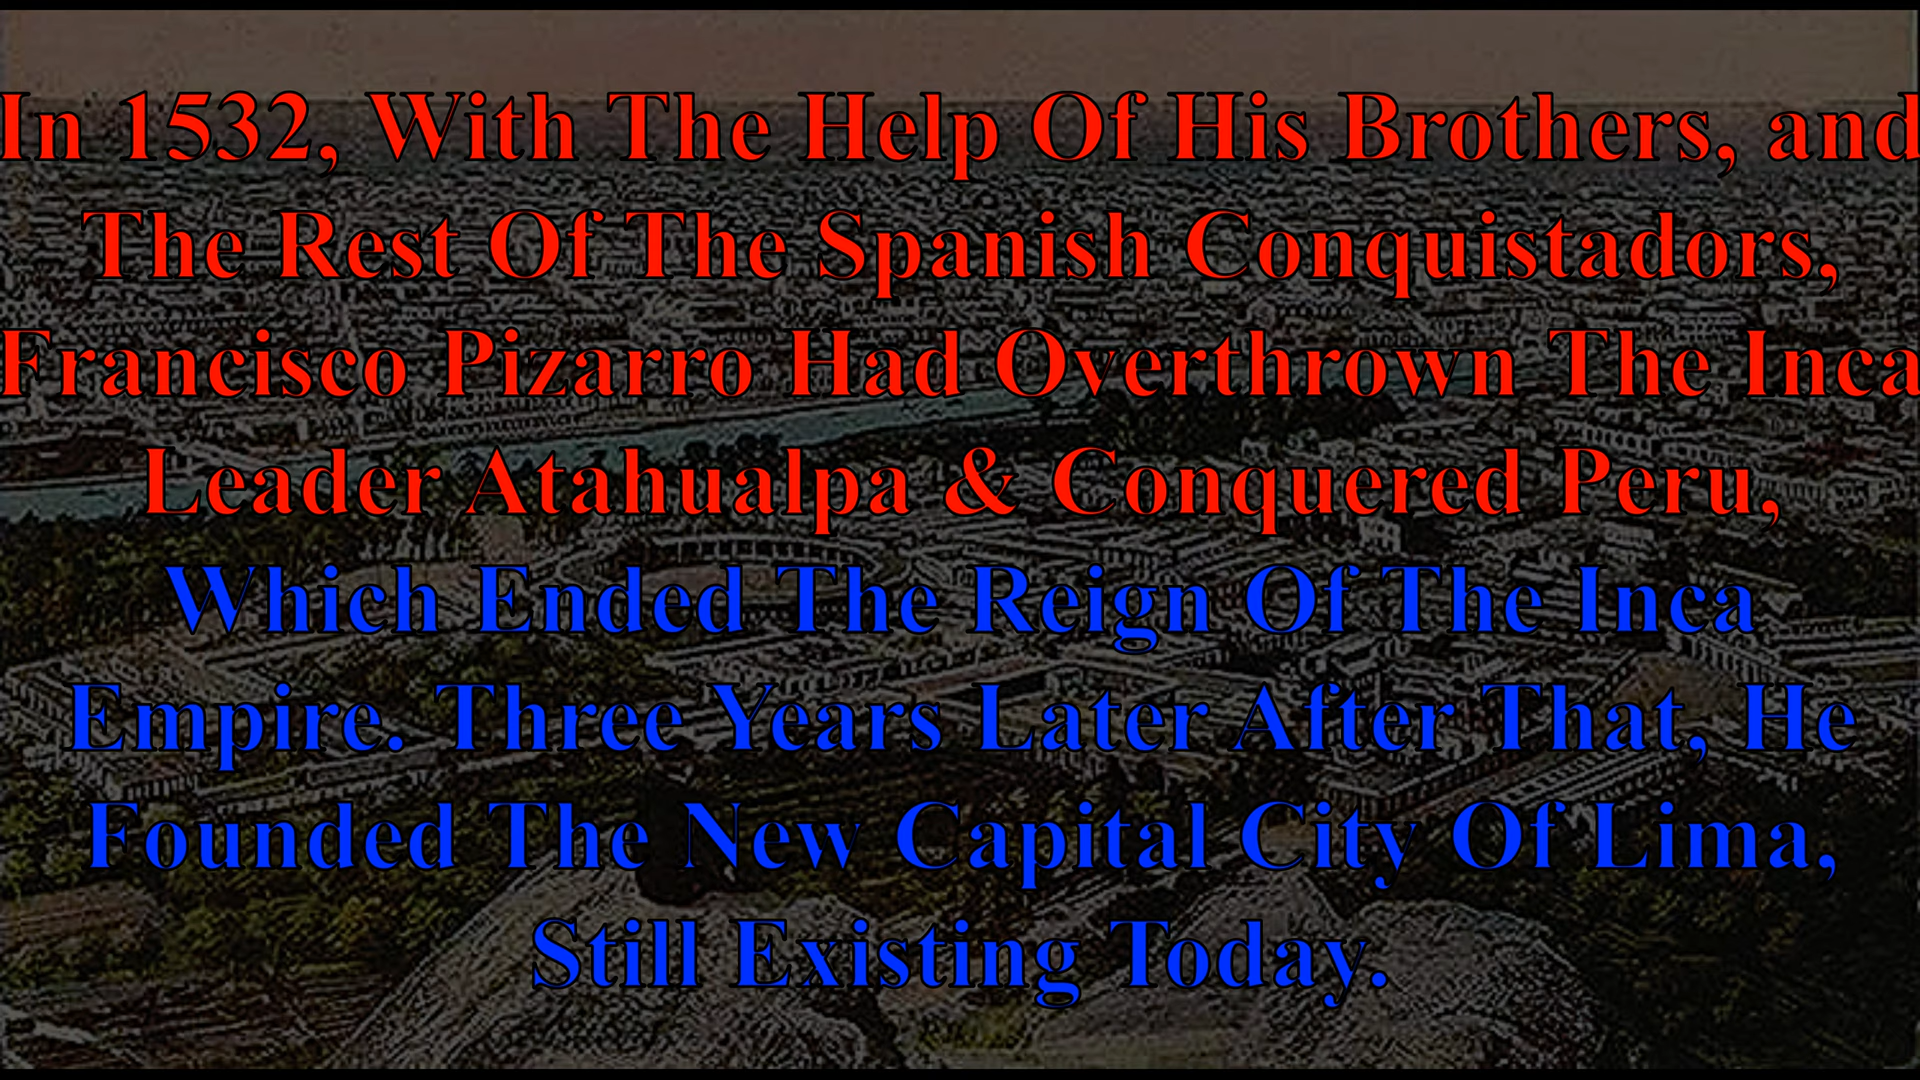 In 1532, With The Help Of His Brothers, and
The Rest Of The Spanish Conquistadors,
Francisco Pizarro Had Overthrown The Inca
Leader Atahualpa & Conquered Peru,
Which Ended The Reign Of The Inca
Empire. Three Years Later After That, He
Founded The New Capital City Of Lima,
Still Existing Today.